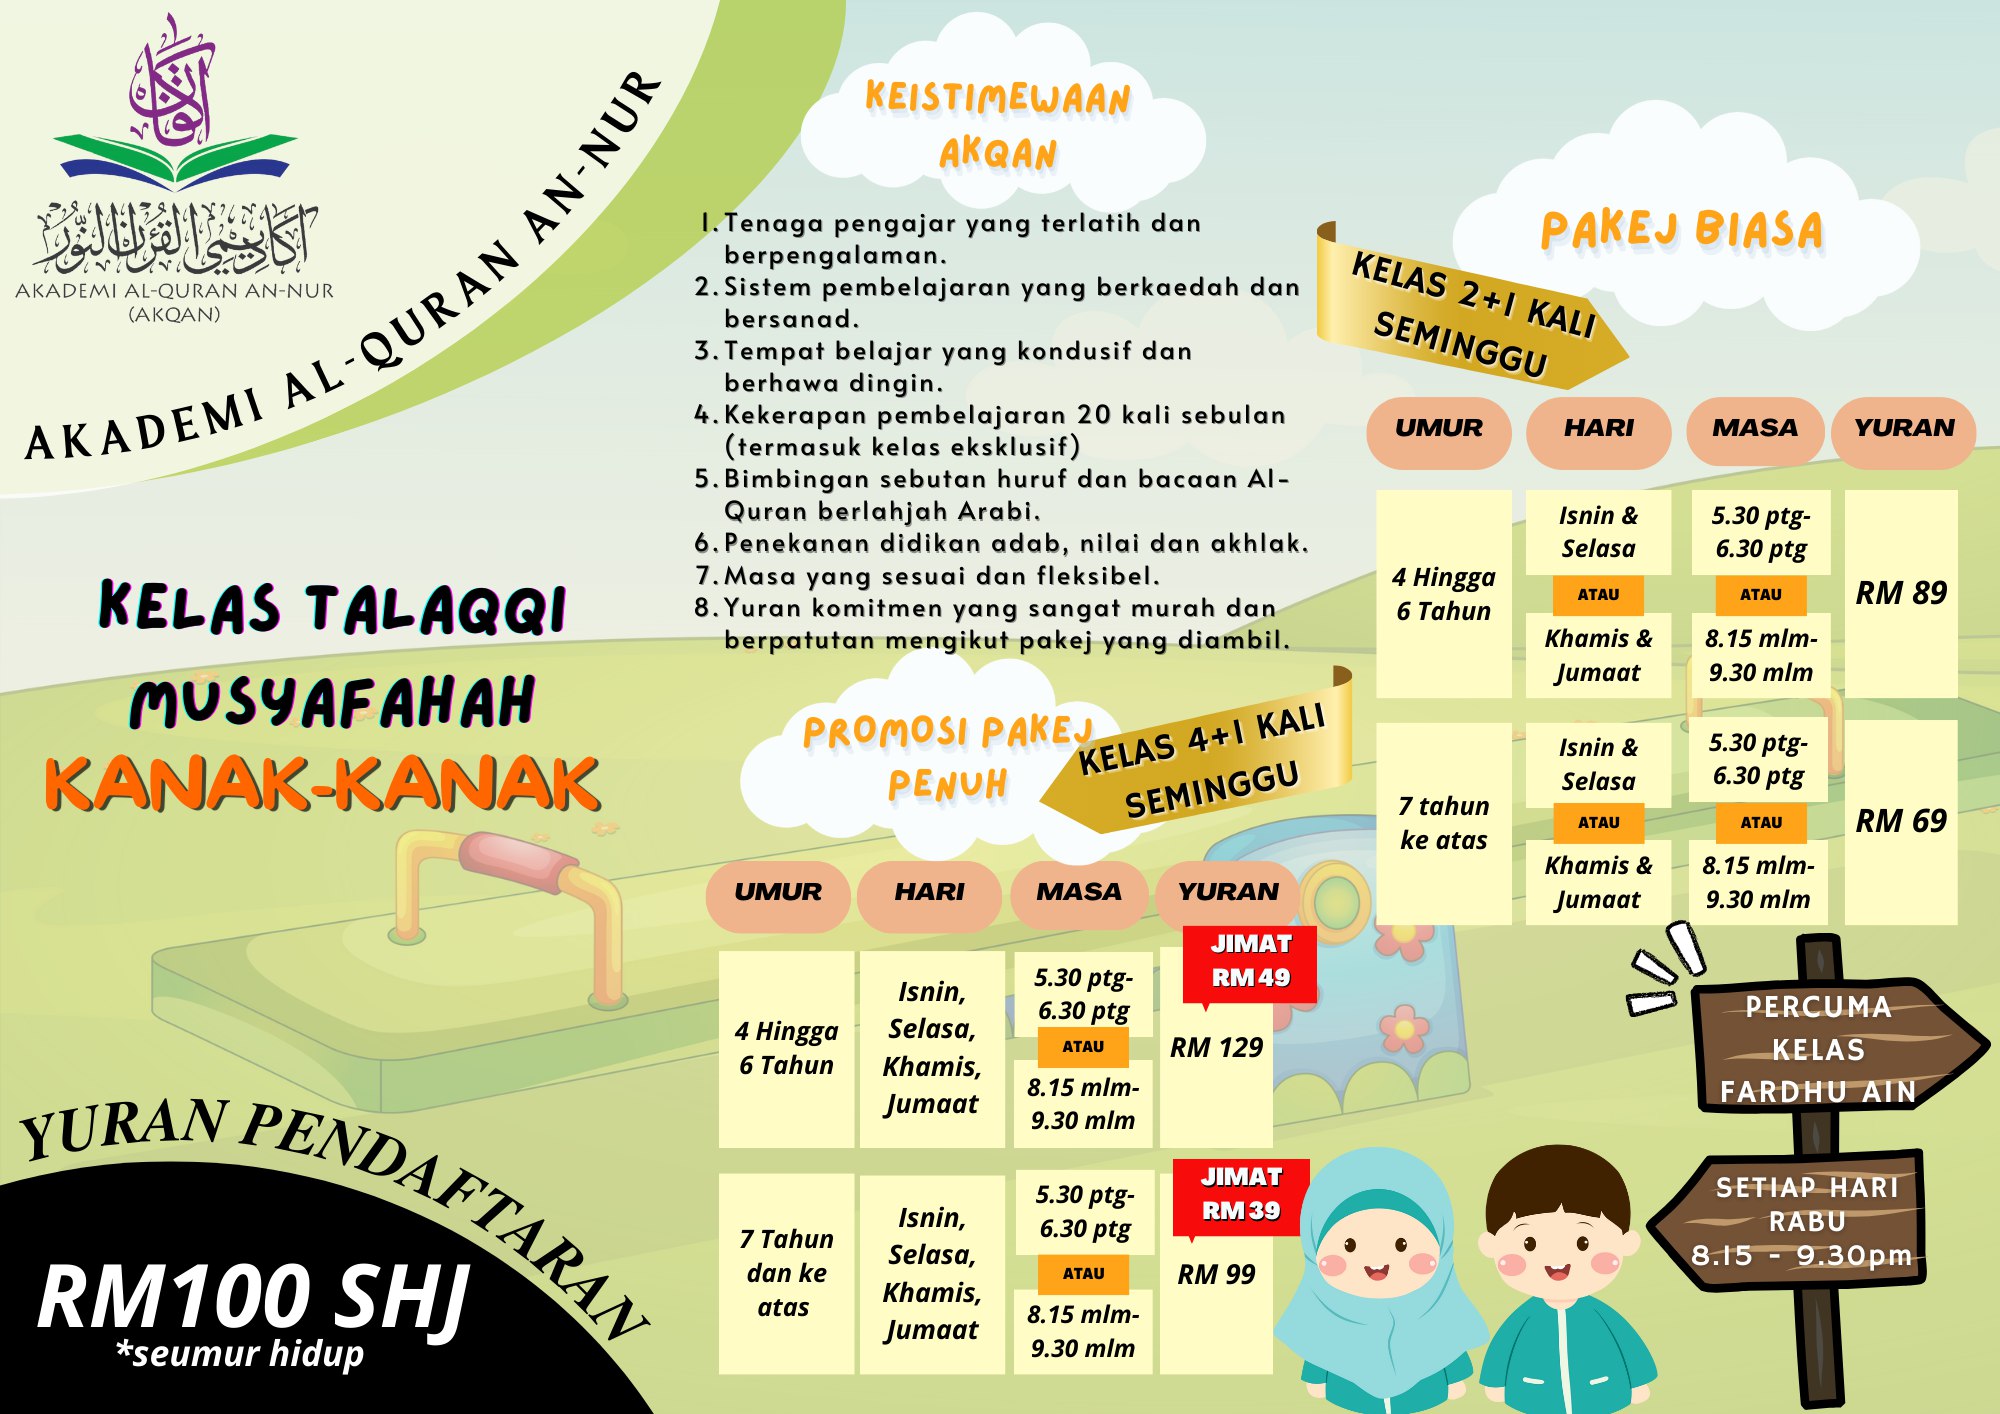 اقان
أكاديمي القرآن النور
AKADEMI AL-QURAN AN-NUR
(AKQAN)
AKADEMI AL-QURAN AN-NUR
KELAS TALAQQI
MUSYAFAHAH
KANAK-KANAK
YURAN PENDAFTARAN
RM100 SHJ
*seumur hidup
KEISTIMEWAAN
AKQAN
1. Tenaga pengajar yang terlatih dan
berpengalaman.
2. Sistem pembelajaran yang berkaedah dan
bersanad.
3. Tempat belajar yang kondusif dan
berhawa dingin.
4. Kekerapan pembelajaran 20 kali sebulan
(termasuk kelas eksklusif)
5. Bimbingan sebutan huruf dan bacaan Al-
Quran berlahjah Arabi.
6. Penekanan didikan adab, nilai dan akhlak.
7. Masa yang sesuai dan fleksibel.
8. Yuran komitmen yang sangat murah dan
berpatutan mengikut pakej yang diambil.
PROMOSI PAKEJ
PENUH
KELAS 4+1 KALI
SEMINGGU
UMUR HARI MASA YURAN
4 Hingga
6 Tahun
Isnin,
Selasa,
Khamis,
Jumaat
5.30 ptg-
6.30 ptg
ATAU
8.15 mlm-
9.30 mlm
JIMAT
RM 49
RM 129
7 Tahun
dan ke
atas
Isnin,
Selasa,
Khamis,
Jumaat
5.30 ptg-
6.30 ptg
ATAU
8.15 mlm-
9.30 mlm
JIMAT
RM 39
RM 99
PAKEJ BIASA
KELAS 2+1 KALI
SEMINGGU
UMUR HARI MASA YURAN
4 Hingga
6 Tahun
Isnin &
Selasa
ATAU
Khamis &
Jumaat
5.30 ptg-
6.30 ptg
ATAU
8.15 mlm-
9.30 mlm
RM 89
7 tahun
ke atas
Isnin &
Selasa
ATAU
Khamis &
Jumaat
5.30 ptg-
6.30 ptg
ATAU
8.15 mlm-
9.30 mlm
RM 69
PERCUMA
KELAS
FARDHU AIN
SETIAP HARI
RABU
8.15 - 9.30pm